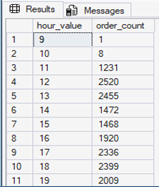 Results Messages
hour_value order_count
1 9 1
2 10 8
3 11 1231
4 12 2520
5 13 2455
6 14 1472
7 15 1468
8 16 1920
9 17 2336
10 18 2399
11 19 2009